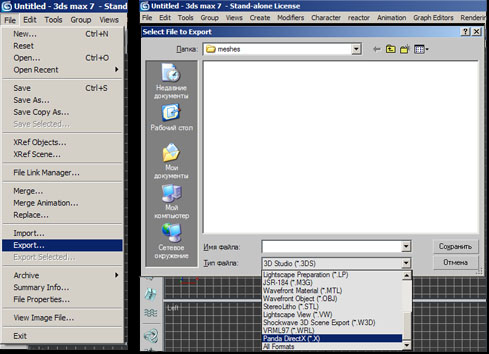 Untitled - 3ds max 7 - Stand
File Edit Tools Group Views
New... Ctrl+N
Reset
Open... Ctrl+O
Open Recent
Save Ctrl+S
Save As...
Save Copy As...
Save Selected...
XRef Objects...
XRef Scene...
File Link Manager...
Merge...
Merge Animation...
Replace...
Import...
Export...
Export Selected...
Archive
Summary Info...
File Properties...
View Image File...
Exit
Untitled - 3ds max 7 - Stand-alone License
File Edit Tools Group Views Create Modifiers Character reactor Animation Graph Editors Rendering
Select File to Export
Папка: meshes
Недавние
документы
Рабочий стол
Мои
документы
Мой
компьютер
Сетевое
окружение
Имя файла: Сохранить
Тип файла: 3D Studio (*.3DS) Отмена
Lightscape Preparation (*.LP)
JSR-184 (*.M3G)
Wavefront Material (*.MTL)
Wavefront Object (*.OBJ)
StereoLitho (*.STL)
Lightscape View (*.VW)
Shockwave 3D Scene Export (*.W3D)
VRML97 (*.WRL)
Panda DirectX (*.X)
All Formats
Left